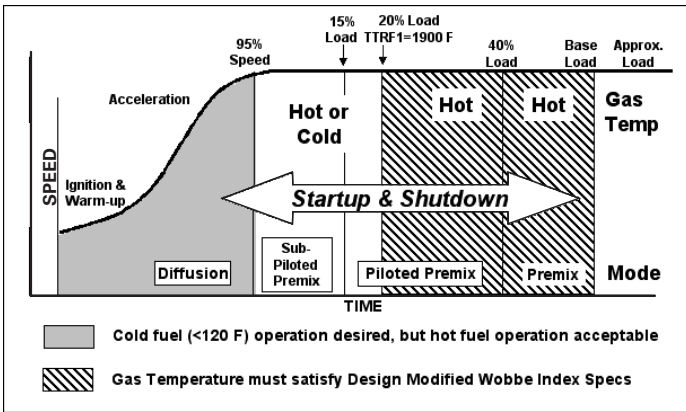 15%
Load
20% Load
TTRF1=1900 F
95%
Speed
40%
Load
Base
Load
Approx.
Load
Acceleration
Hot or
Cold
Hot
Hot
Gas
Temp
SPEED
Ignition &
Warm-up
Startup & Shutdown
Diffusion
Sub-
Piloted
Premix
Piloted Premix
Premix
Mode
TIME
Cold fuel (<120 F) operation desired, but hot fuel operation acceptable
Gas Temperature must satisfy Design Modified Wobbe Index Specs